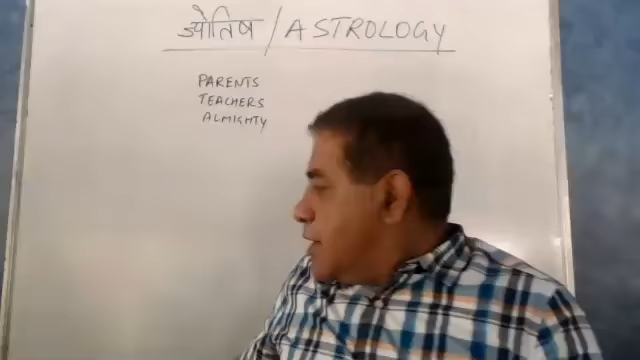 ज्योतिष / ASTROLOGY
PARENTS
TEACHERS
ALMIGHTY